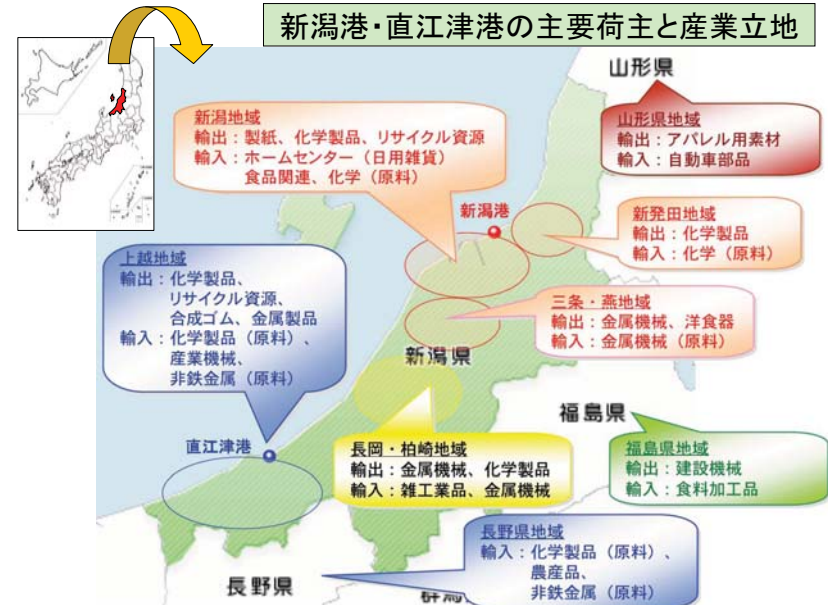 新潟港・直江津港の主要荷主と産業立地
山形県
山形県地域
輸出：アパレル用素材
輸入：自動車部品
新潟地域
輸出：製紙、化学製品、リサイクル資源
輸入：ホームセンター（日用雑貨）
食品関連、化学（原料）
新潟港
新発田地域
輸出：化学製品
輸入：化学（原料）
上越地域
輸出：化学製品、
リサイクル資源、
合成ゴム、金属製品
輸入：化学製品（原料）、
産業機械、
非鉄金属（原料）
三条・燕地域
輸出：金属機械、洋食器
輸入：金属機械（原料）
新潟県
福島県
直江津港
長岡・柏崎地域
輸出：金属機械、化学製品
輸入：雑工業品、金属機械
福島県地域
輸出：建設機械
輸入：食料加工品
長野県地域
輸入：化学製品（原料）、
農産品、
非鉄金属（原料）
長野県